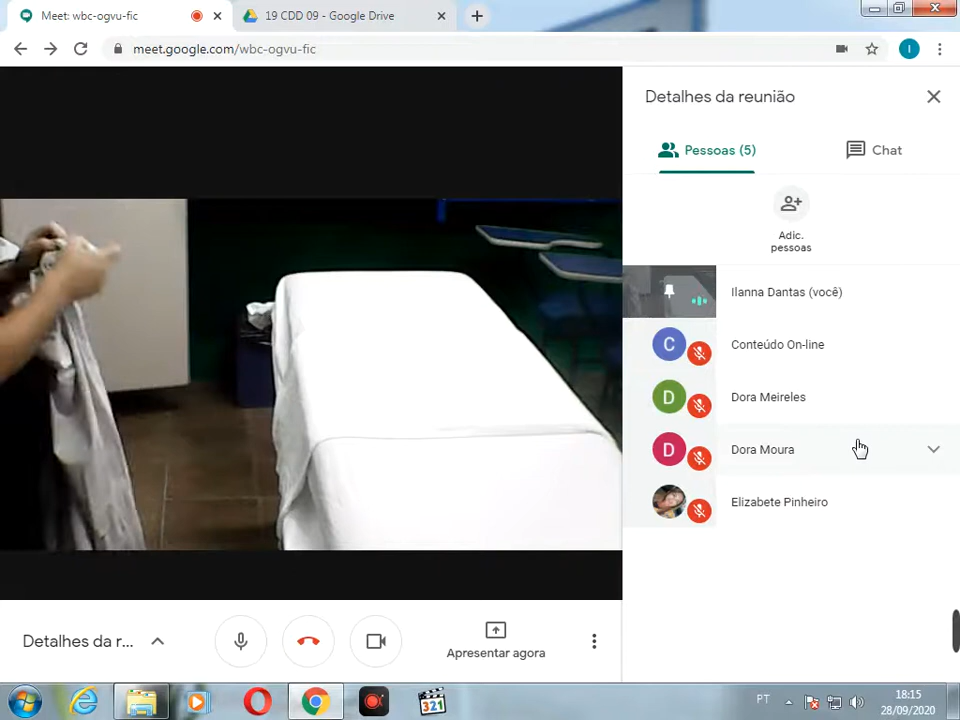 Meet: wbc-ogvu-fic
19 CDD 09 - Google Drive
meet.google.com/wbc-ogvu-fic
I
Detalhes da reunião
Pessoas (5)
Chat
Adic.
pessoas
Ilanna Dantas (você)
C
Conteúdo On-line
D
Dora Meireles
D
Dora Moura
Elizabete Pinheiro
Detalhes da r...
Apresentar agora
321
PT
18:15
28/09/2020